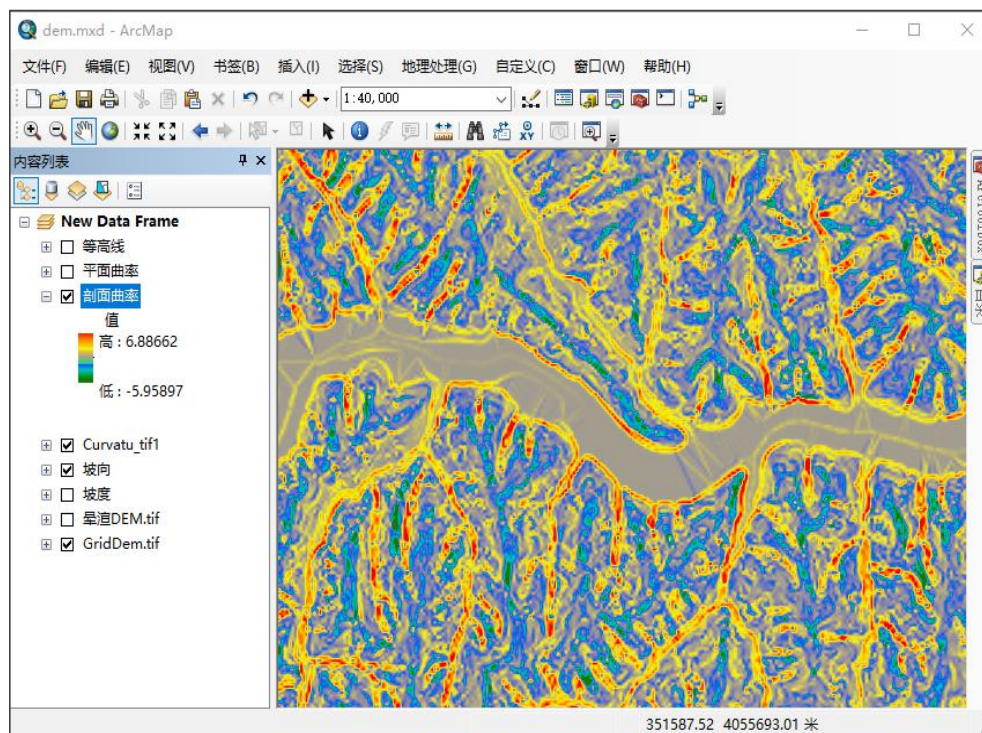 dem.mxd - ArcMap
文件(F) 编辑(E) 视图(V) 书签(B) 插入(I) 选择(S) 地理处理(G) 自定义(C) 窗口(W) 帮助(H)
1:40,000
XY
内容列表
New Data Frame
等高线
平面曲率
剖面曲率
值
高 : 6.88662
低 : -5.95897
Curvatu_tif1
坡向
坡度
晕渲DEM.tif
GridDem.tif
351587.52 4055693.01 米